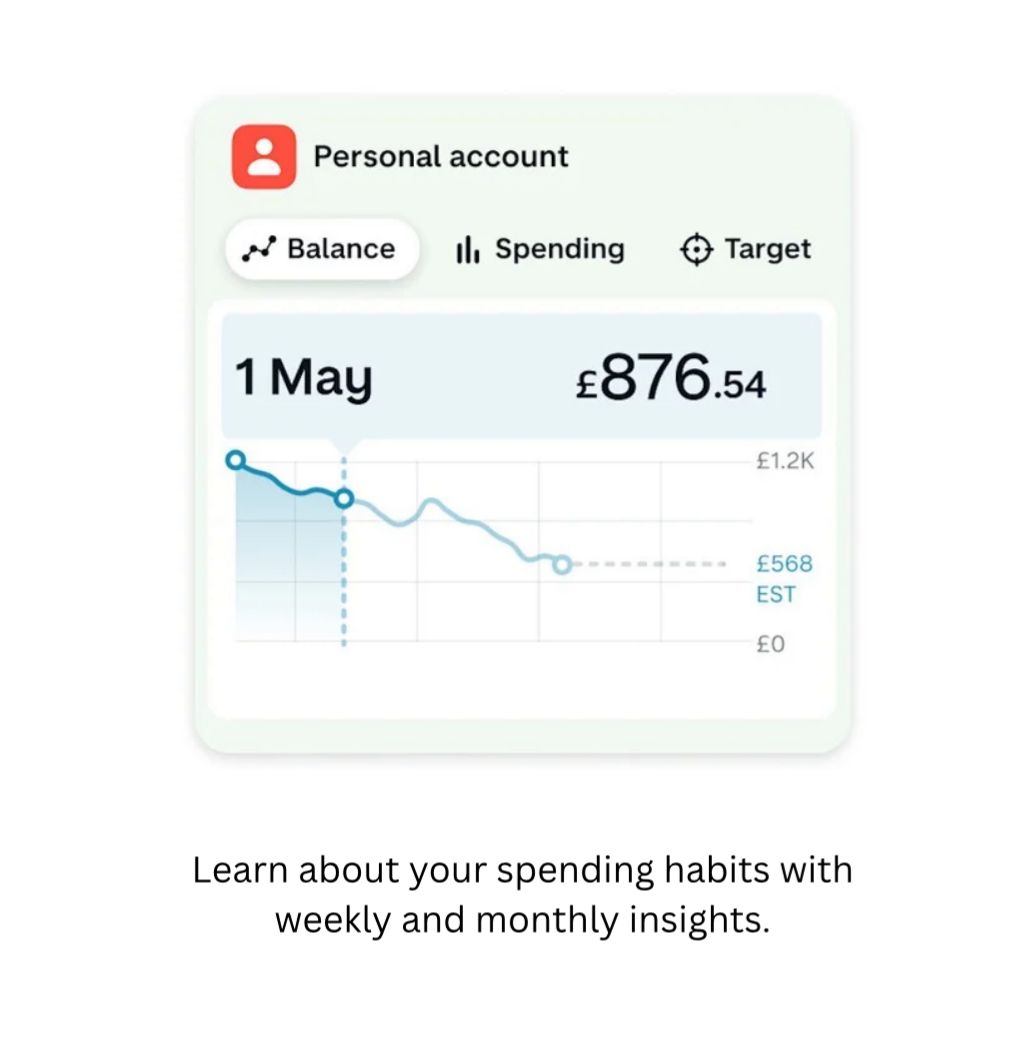 Personal account
Balance Spending Target
1 May £876.54
£1.2K
£568
EST
£0
Learn about your spending habits with
weekly and monthly insights.